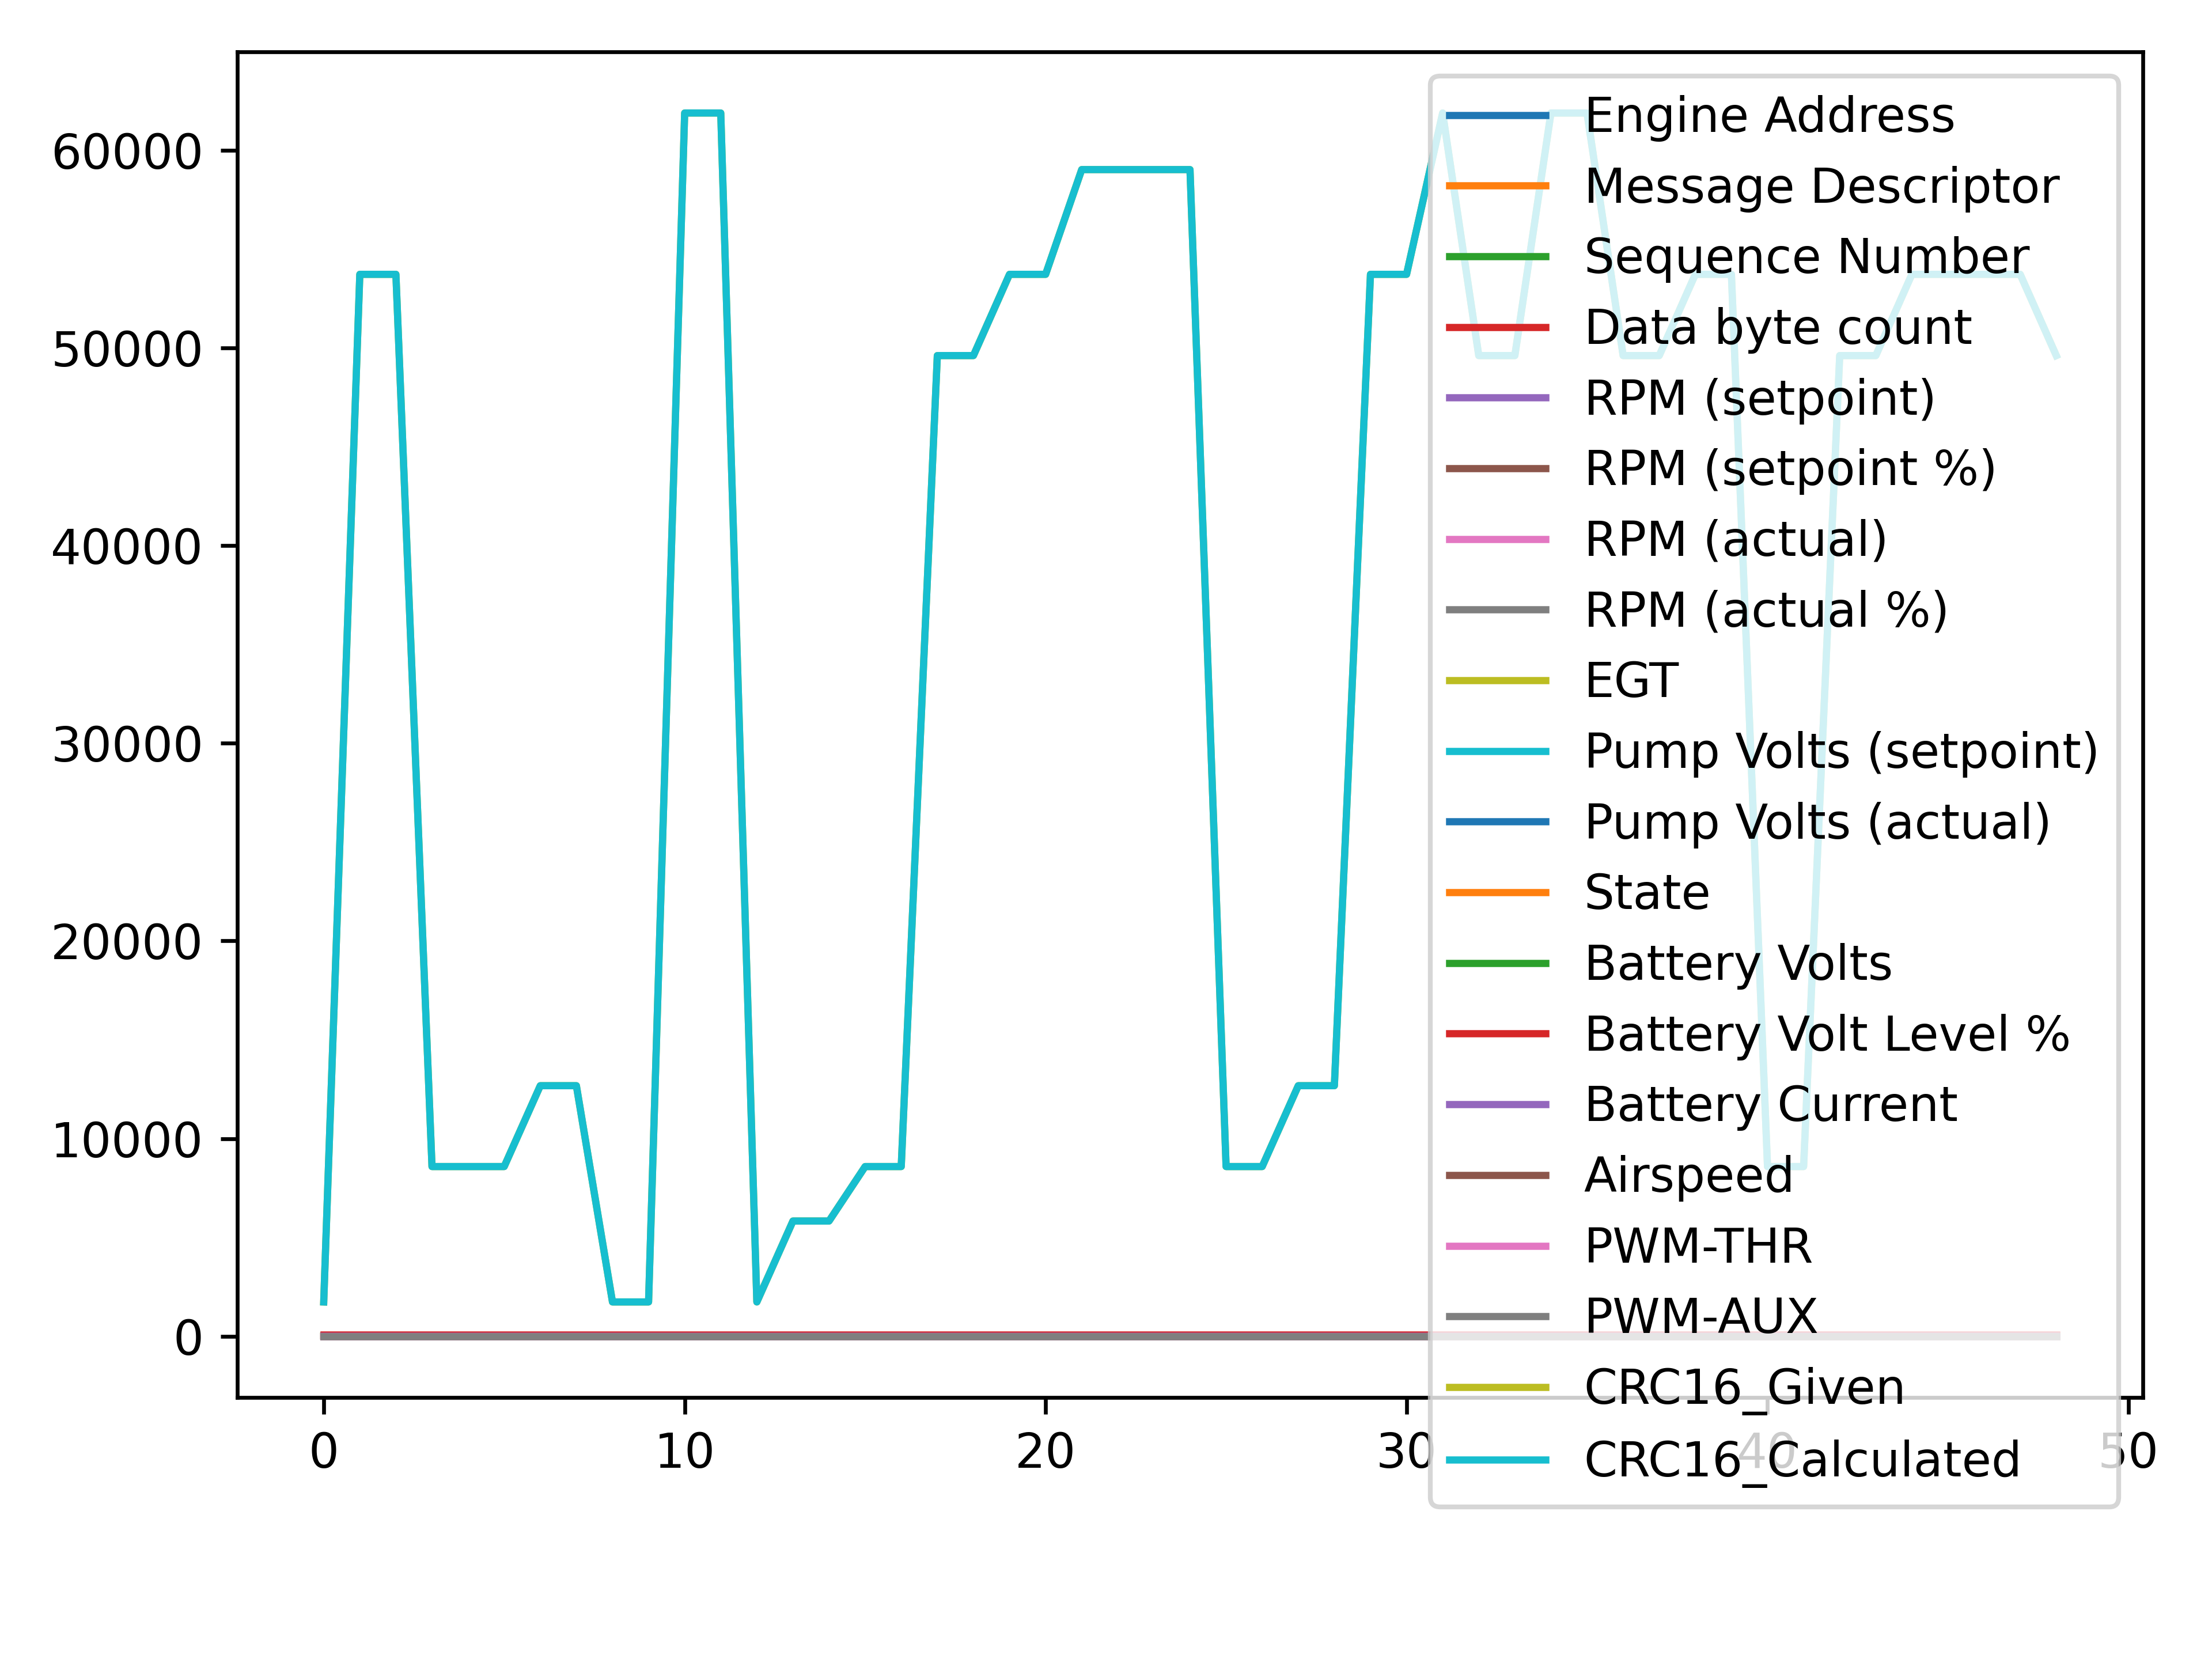 60000
50000
40000
30000
20000
10000
0
0
10
20
30
40
50
Engine Address
Message Descriptor
Sequence Number
Data byte count
RPM (setpoint)
RPM (setpoint %)
RPM (actual)
RPM (actual %)
EGT
Pump Volts (setpoint)
Pump Volts (actual)
State
Battery Volts
Battery Volt Level %
Battery Current
Airspeed
PWM-THR
PWM-AUX
CRC16_Given
CRC16_Calculated